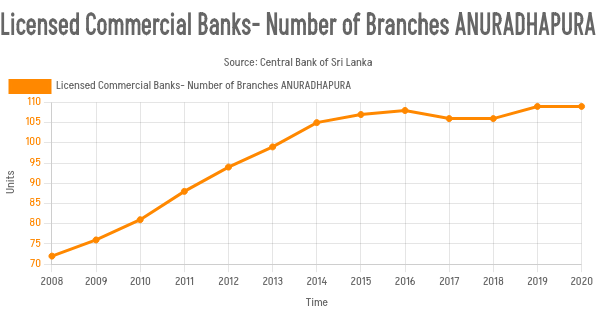 Licensed Commercial Banks- Number of Branches ANURADHAPURA
Source: Central Bank of Sri Lanka
Licensed Commercial Banks- Number of Branches ANURADHAPURA
110
105
100
95
90
85
80
75
70
Units
2008 2009 2010 2011 2012 2013 2014 2015 2016 2017 2018 2019 2020
Time